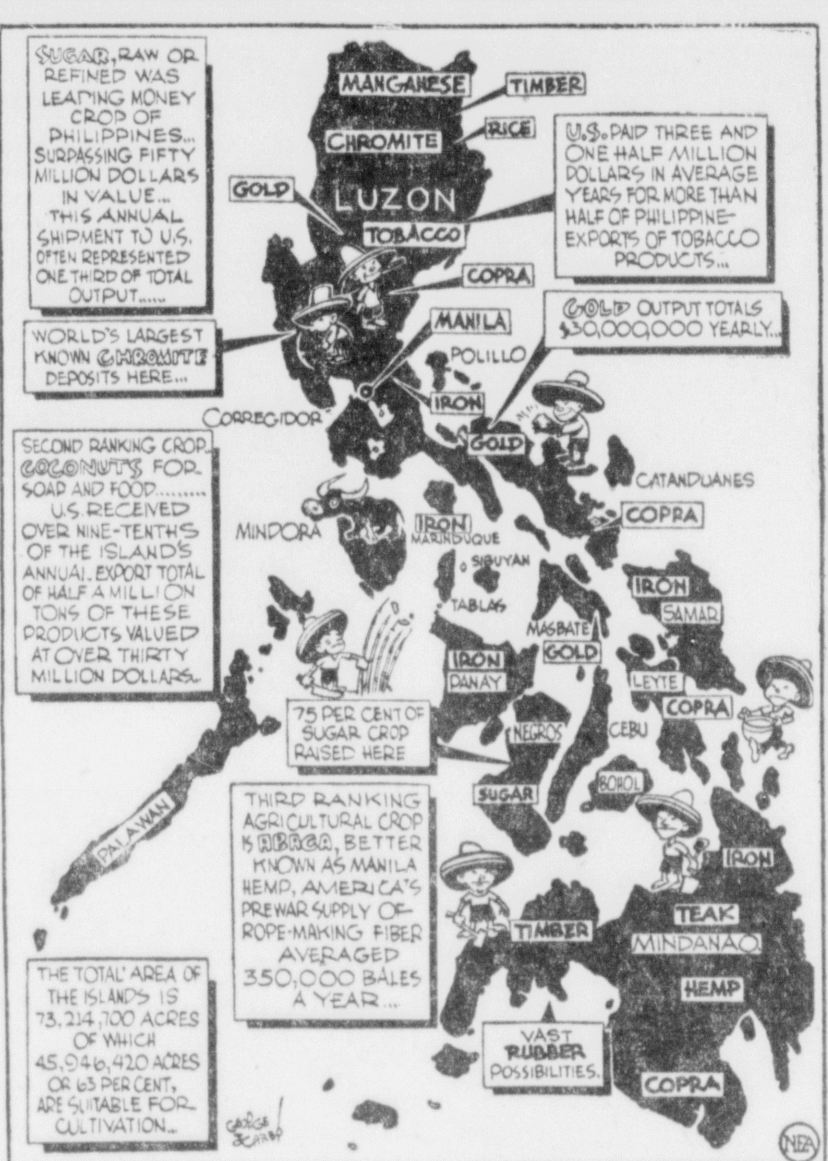 SUGAR, RAW OR
REFINED WAS
LEADING MONEY
CROP OF
PHILIPPINES...
SURPASSING FIFTY
MILLION DOLLARS
IN VALUE...
THIS ANNUAL
SHIPMENT TO U.S.
OFTEN REPRESENTED
ONE THIRD OF TOTAL
OUTPUT......
MANGANESE
TIMBER
CHROMITE
RICE
LUZON
GOLD
TOBACCO
U.S. PAID THREE AND
ONE HALF MILLION
DOLLARS IN AVERAGE
YEARS FOR MORE THAN
HALF OF PHILIPPINE
EXPORTS OF TOBACCO
PRODUCTS...
COPRA
WORLD'S LARGEST
KNOWN CHROMITE
DEPOSITS HERE...
MANILA
GOLD OUTPUT TOTALS
$30,000,000 YEARLY...
POLILLO
IRON
CORREGIDOR
GOLD
SECOND RANKING CROP..
COCONUTS FOR
SOAP AND FOOD.........
U.S RECEIVED
OVER NINE-TENTHS
OF THE ISLAND'S
ANNUAL EXPORT TOTAL
OF HALF A MILLION
TONS OF THESE
PRODUCTS VALUED
AT OVER THIRTY
MILLION DOLLARS..
CATANDUANES
COPRA
MINDORA
IRON
MARINDUQUE
SIBUYAN
TABLAS
IRON
SAMAR
MASBATE
GOLD
IRON
PANAY
LEYTE
COPRA
75 PER CENT OF
SUGAR CROP
RAISED HERE
NEGROS
CEBU
SUGAR
BOHOL
PALAWAN
THIRD RANKING
AGRICULTURAL CROP
IS ABACA, BETTER
KNOWN AS MANILA
HEMP, AMERICA'S
PREWAR SUPPLY OF
ROPE-MAKING FIBER
AVERAGED
350,000 BALES
A YEAR...
IRON
TEAK
TIMBER
MINDANAO
HEMP
THE TOTAL AREA OF
THE ISLANDS IS
73,214,700 ACRES
OF WHICH
45,946,420 ACRES
OR 63 PER CENT,
ARE SUITABLE FOR
CULTIVATION...
VAST
RUBBER
POSSIBILITIES.
COPRA
GEORGE
SCARBO
NEA